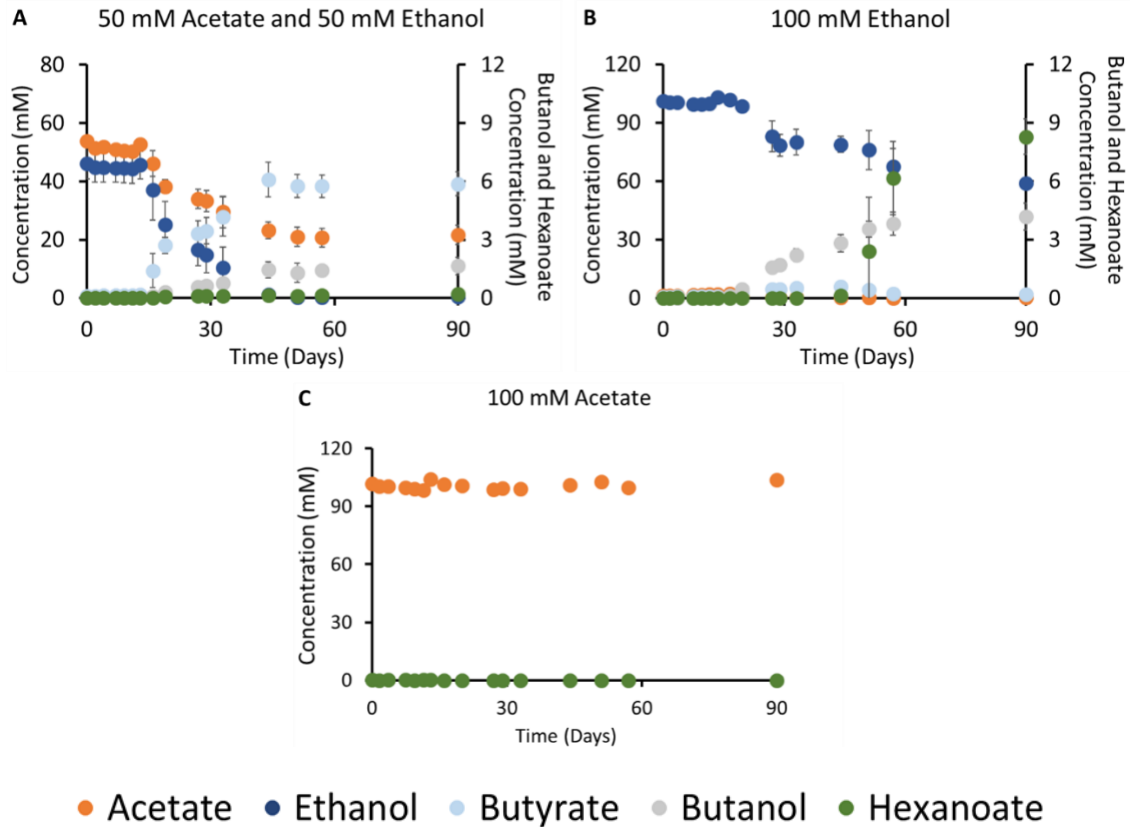 A
50 mM Acetate and 50 mM Ethanol
80
60
40
20
0
Concentration (mM)
12
9
6
3
0
Butanol and Hexanoate
Concentration (mM)
0
30
60
90
Time (Days)
B
100 mM Ethanol
120
90
60
30
0
Concentration (mM)
12
9
6
3
0
Butanol and Hexanoate
Concentration (mM)
0
30
60
90
Time (Days)
C
100 mM Acetate
120
90
60
30
0
Concentration (mM)
0
30
60
90
Time (Days)
Acetate
Ethanol
Butyrate
Butanol
Hexanoate